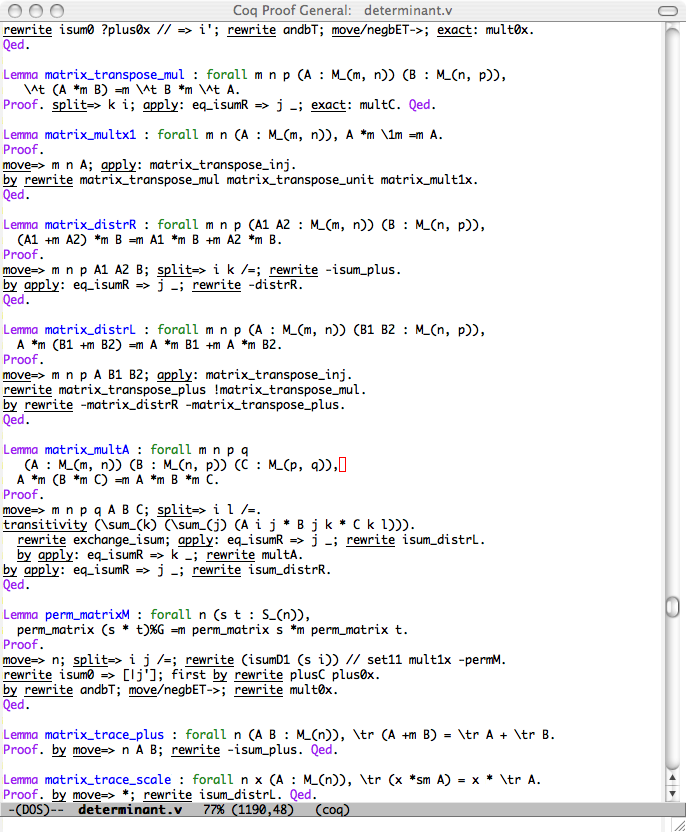 Coq Proof General: determinant.v
rewrite isum0 ?plus0x // => i'; rewrite andbT; move/negbET->; exact: mult0x.
Qed.
Lemma matrix_transpose_mul : forall m n p (A : M_(m, n)) (B : M_(n, p)),
\^t (A *m B) =m \^t B *m \^t A.
Proof. split=> k i; apply: eq_isumR => j _; exact: multC. Qed.
Lemma matrix_multx1 : forall m n (A : M_(m, n)), A *m \1m =m A.
Proof.
move=> m n A; apply: matrix_transpose_inj.
by rewrite matrix_transpose_mul matrix_transpose_unit matrix_mult1x.
Qed.
Lemma matrix_distrR : forall m n p (A1 A2 : M_(m, n)) (B : M_(n, p)),
(A1 +m A2) *m B =m A1 *m B +m A2 *m B.
Proof.
move=> m n p A1 A2 B; split=> i k /=; rewrite -isum_plus.
by apply: eq_isumR => j _; rewrite -distrR.
Qed.
Lemma matrix_distrL : forall m n p (A : M_(m, n)) (B1 B2 : M_(n, p)),
A *m (B1 +m B2) =m A *m B1 +m A *m B2.
Proof.
move=> m n p A B1 B2; apply: matrix_transpose_inj.
rewrite matrix_transpose_plus !matrix_transpose_mul.
by rewrite -matrix_distrR -matrix_transpose_plus.
Qed.
Lemma matrix_multA : forall m n p q
(A : M_(m, n)) (B : M_(n, p)) (C : M_(p, q)),
A *m (B *m C) =m A *m B *m C.
Proof.
move=> m n p q A B C; split=> i l /=.
transitivity (\sum_(k) (\sum_(j) (A i j * B j k * C k l))).
rewrite exchange_isum; apply: eq_isumR => j _; rewrite isum_distrL.
by apply: eq_isumR => k _; rewrite multA.
by apply: eq_isumR => j _; rewrite isum_distrR.
Qed.
Lemma perm_matrixM : forall n (s t : S_(n)),
perm_matrix (s * t)%G =m perm_matrix s *m perm_matrix t.
Proof.
move=> n; split=> i j /=; rewrite (isumD1 (s i)) // set11 mult1x -permM.
rewrite isum0 => [|j']; first by rewrite plusC plus0x.
by rewrite andbT; move/negbET->; rewrite mult0x.
Qed.
Lemma matrix_trace_plus : forall n (A B : M_(n)), \tr (A +m B) = \tr A + \tr B.
Proof. by move=> n A B; rewrite -isum_plus. Qed.
Lemma matrix_trace_scale : forall n x (A : M_(n)), \tr (x *sm A) = x * \tr A.
Proof. by move=> *; rewrite isum_distrL. Qed.
-(DOS)-- determinant.v 77% (1190,48) (coq)